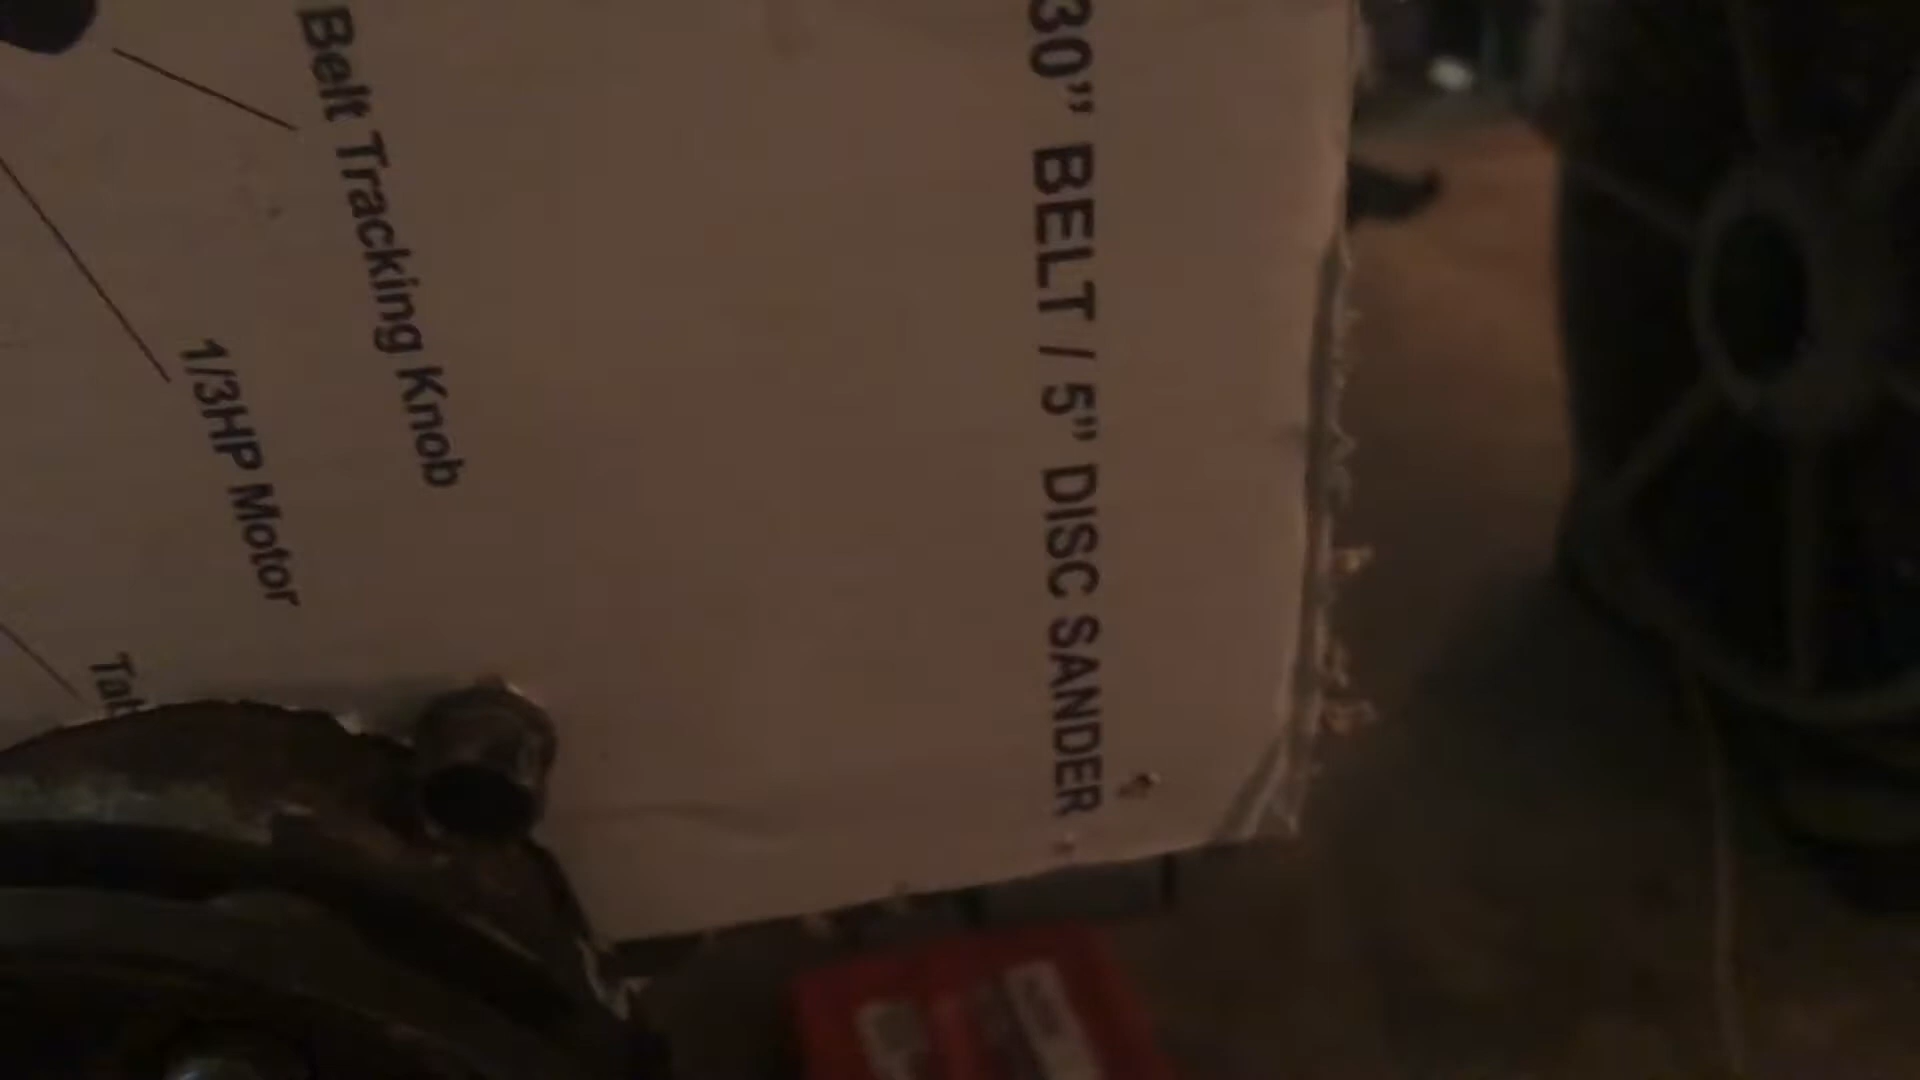 30” BELT / 5” DISC SANDER
Belt Tracking Knob
1/3HP Motor